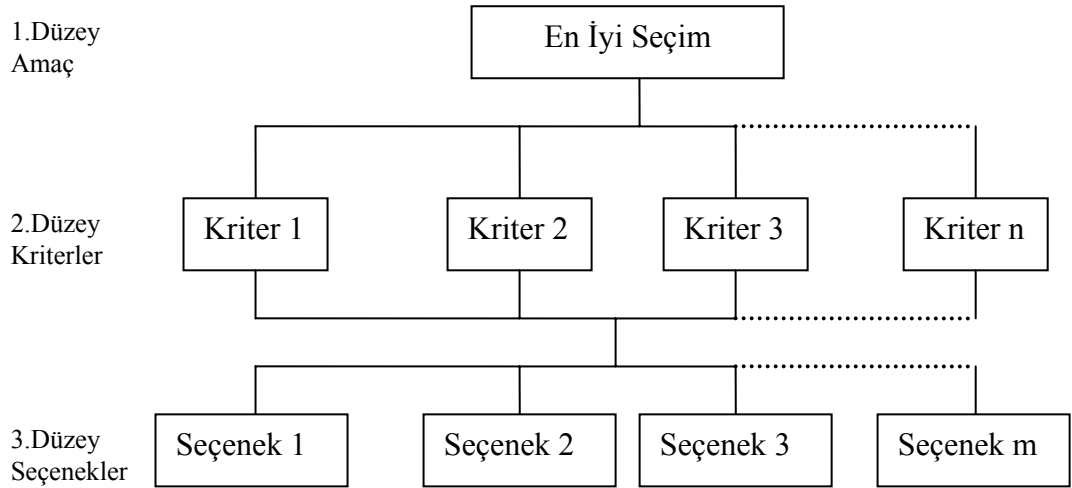 1.Düzey
Amaç
En İyi Seçim
2.Düzey
Kriterler
Kriter 1
Kriter 2
Kriter 3
Kriter n
3.Düzey
Seçenekler
Seçenek 1
Seçenek 2
Seçenek 3
Seçenek m